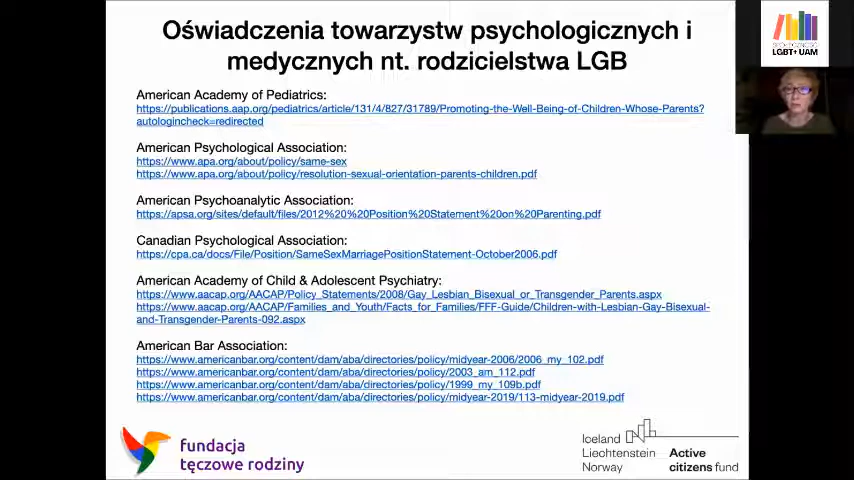 Oświadczenia towarzystw psychologicznych i
medycznych nt. rodzicielstwa LGB
American Academy of Pediatrics:
https://publications.aap.org/pediatrics/article/131/4/827/31789/Promoting-the-Well-Being-of-Children-Whose-Parents?
autologincheck=redirected
American Psychological Association:
https://www.apa.org/about/policy/same-sex
https://www.apa.org/about/policy/resolution-sexual-orientation-parents-children.pdf
American Psychoanalytic Association:
https://apsa.org/sites/default/files/2012%20%20Position%20Statement%20on%20Parenting.pdf
Canadian Psychological Association:
https://cpa.ca/docs/File/Position/SameSexMarriagePositionStatement-October2006.pdf
American Academy of Child & Adolescent Psychiatry:
https://www.aacap.org/AACAP/Policy_Statements/2008/Gay_Lesbian_Bisexual_or_Transgender_Parents.aspx
https://www.aacap.org/AACAP/Families_and_Youth/Facts_for_Families/FFF-Guide/Children-with-Lesbian-Gay-Bisexual-
and-Transgender-Parents-092.aspx
American Bar Association:
https://www.americanbar.org/content/dam/aba/directories/policy/midyear-2006/2006_my_102.pdf
https://www.americanbar.org/content/dam/aba/directories/policy/2003_am_112.pdf
https://www.americanbar.org/content/dam/aba/directories/policy/1999_my_109b.pdf
https://www.americanbar.org/content/dam/aba/directories/policy/midyear-2019/113-midyear-2019.pdf
fundacja
tęczowe rodziny
Iceland
Liechtenstein
Norway
Active
citizens fund
SPOŁECZNOŚĆ
LGBT+ UAM